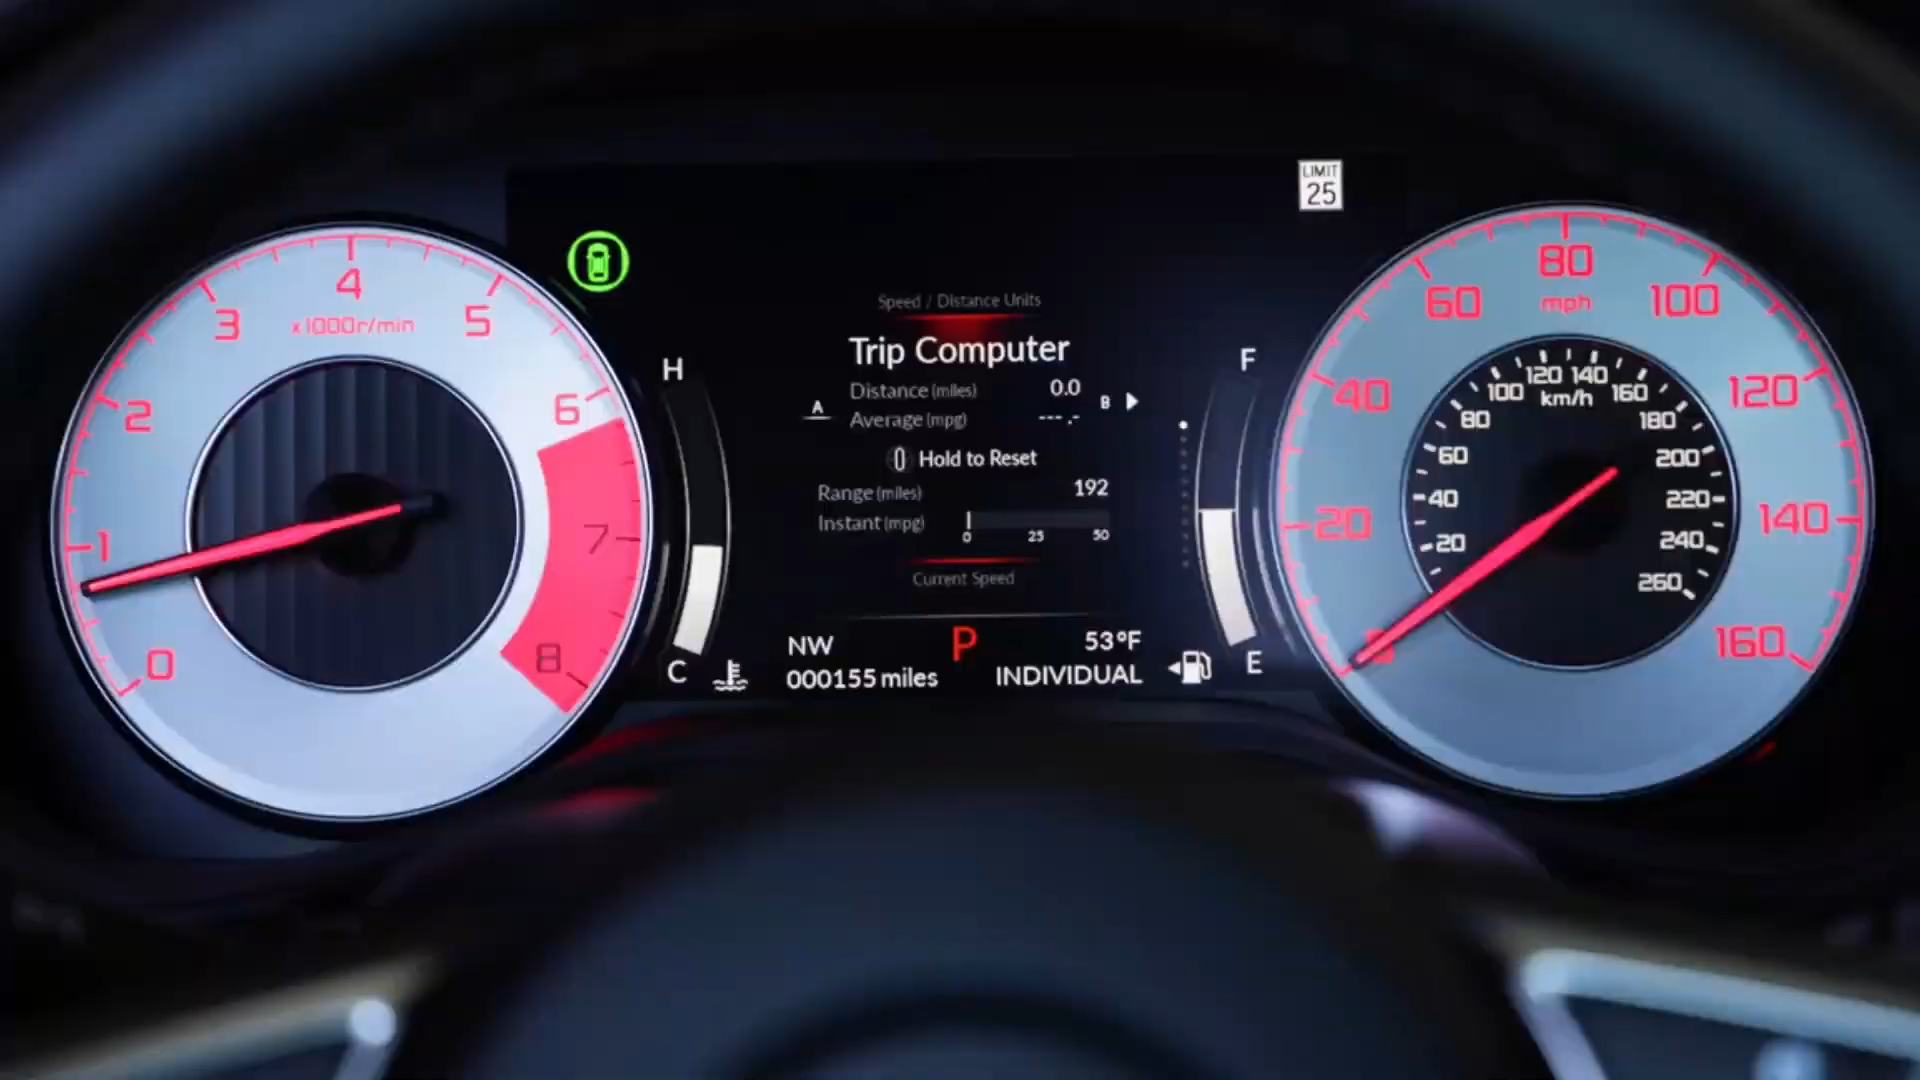 LIMIT
25
0
1
2
3
4
5
6
7
8
x1000r/min
H
C
Speed / Distance Units
Trip Computer
A
Distance (miles) 0.0
Average (mpg) ---.-
B
Hold to Reset
Range (miles) 192
Instant (mpg)
0 25 50
Current Speed
NW P 53°F
000155 miles INDIVIDUAL
F
E
20
40
60
80
100
120
140
160
mph
20
40
60
80
100
120
140
160
180
200
220
240
260
km/h